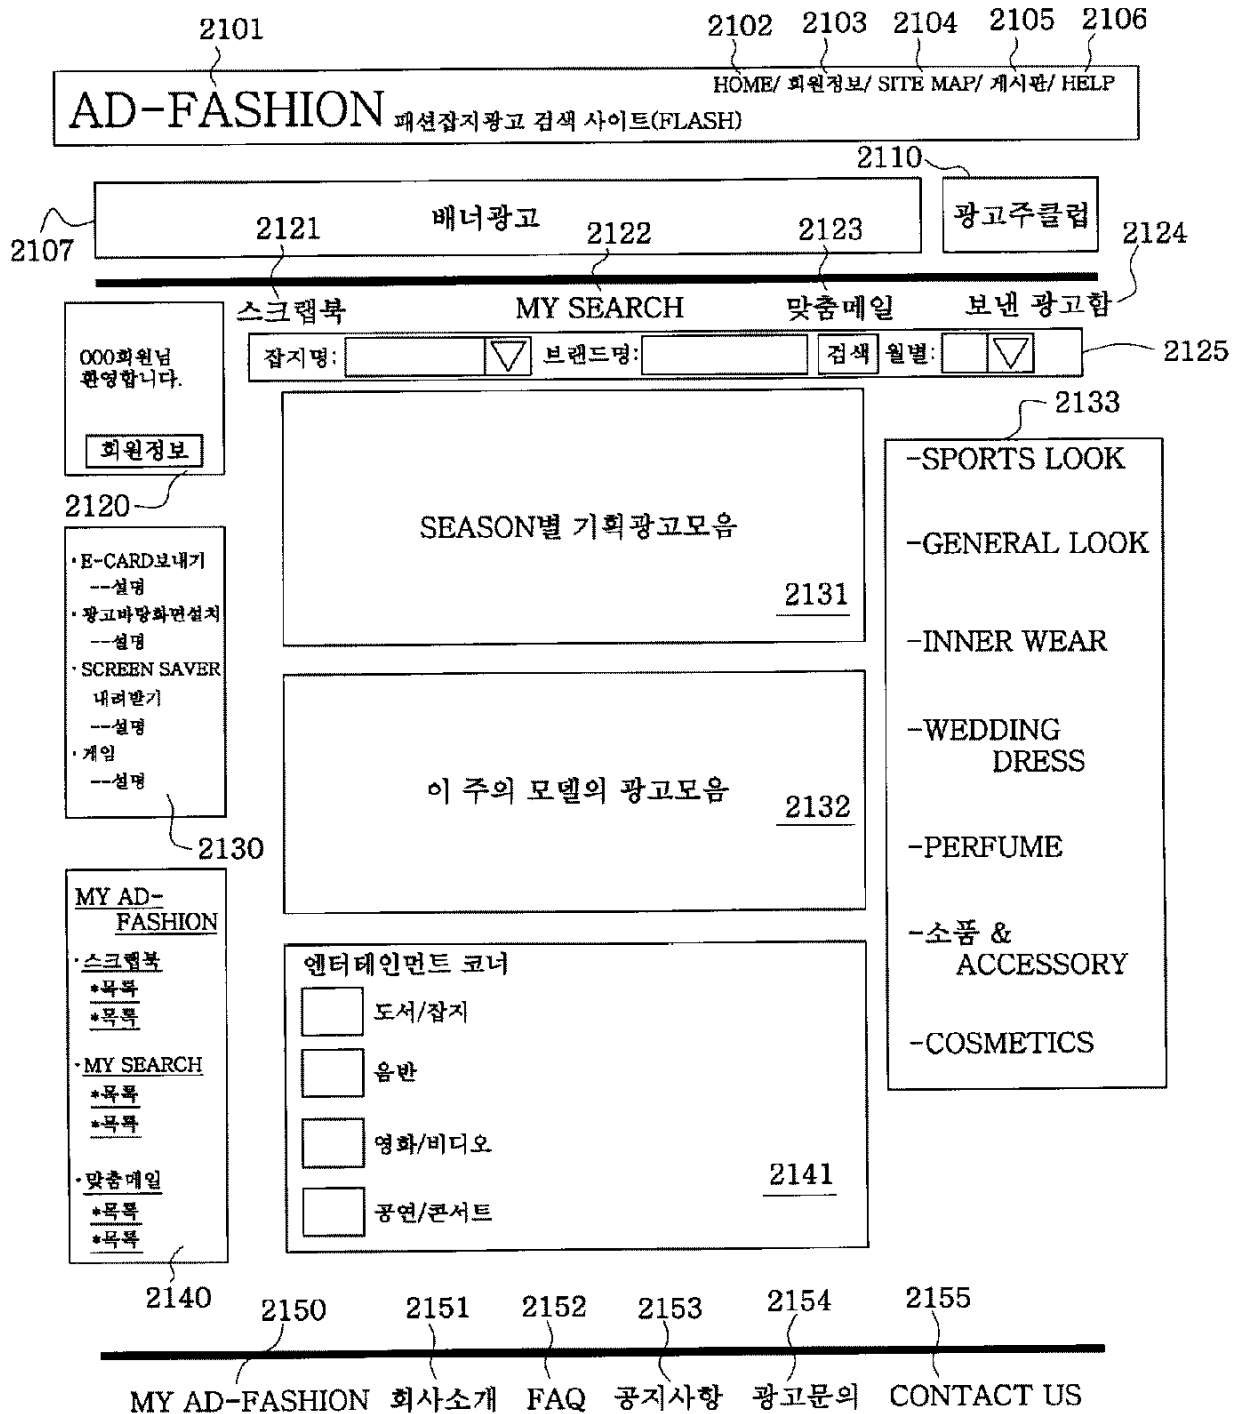 2101
2102 2103 2104 2105 2106
HOME/ 회원정보/ SITE MAP/ 게시판/ HELP
AD-FASHION 패션잡지광고 검색 사이트(FLASH)
2110
배너광고
광고주클럽
2107
2121 2122 2123 2124
스크랩북 MY SEARCH 맞춤메일 보낸 광고함
잡지명: 브랜드명: 검색 월별:
2125
000회원님
환영합니다.
회원정보
2120
·E-CARD보내기
--설명
·광고바탕화면설치
--설명
·SCREEN SAVER
내려받기
--설명
·게임
--설명
2130
MY AD-
FASHION
·스크랩북
*목록
*목록
·MY SEARCH
*목록
*목록
·맞춤메일
*목록
*목록
2140
SEASON별 기획광고모음
2131
이 주의 모델의 광고모음
2132
엔터테인먼트 코너
도서/잡지
음반
영화/비디오
공연/콘서트
2141
2133
-SPORTS LOOK
-GENERAL LOOK
-INNER WEAR
-WEDDING
DRESS
-PERFUME
-소품 &
ACCESSORY
-COSMETICS
2150 2151 2152 2153 2154 2155
MY AD-FASHION 회사소개 FAQ 공지사항 광고문의 CONTACT US